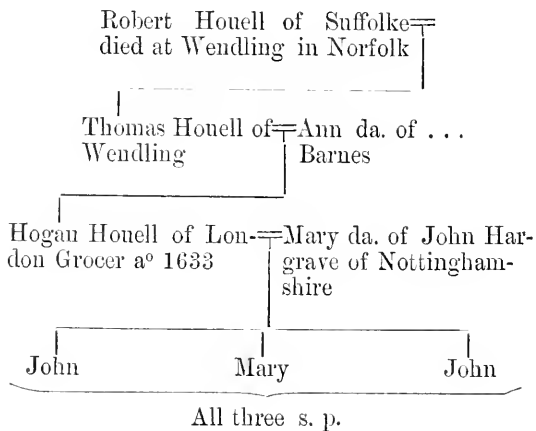 Robert Houell of Suffolke
died at Wendling in Norfolk
Thomas Houell of Ann da. of ...
Wendling Barnes
Hogan Houell of Lon- Mary da. of John Har-
don Grocer aº 1633 grave of Nottingham-
shire
John Mary John
All three s. p.